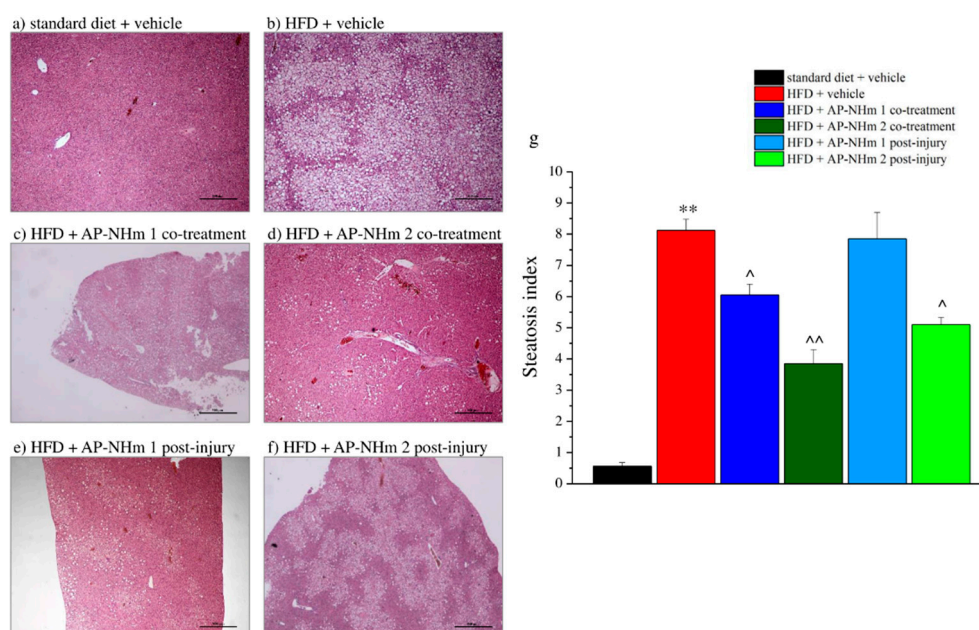 a) standard diet + vehicle
b) HFD + vehicle
c) HFD + AP-NHm 1 co-treatment
d) HFD + AP-NHm 2 co-treatment
e) HFD + AP-NHm 1 post-injury
f) HFD + AP-NHm 2 post-injury
g
standard diet + vehicle
HFD + vehicle
HFD + AP-NHm 1 co-treatment
HFD + AP-NHm 2 co-treatment
HFD + AP-NHm 1 post-injury
HFD + AP-NHm 2 post-injury
Steatosis index
10
9
8
7
6
5
4
3
2
1
0
**
^
^^
^